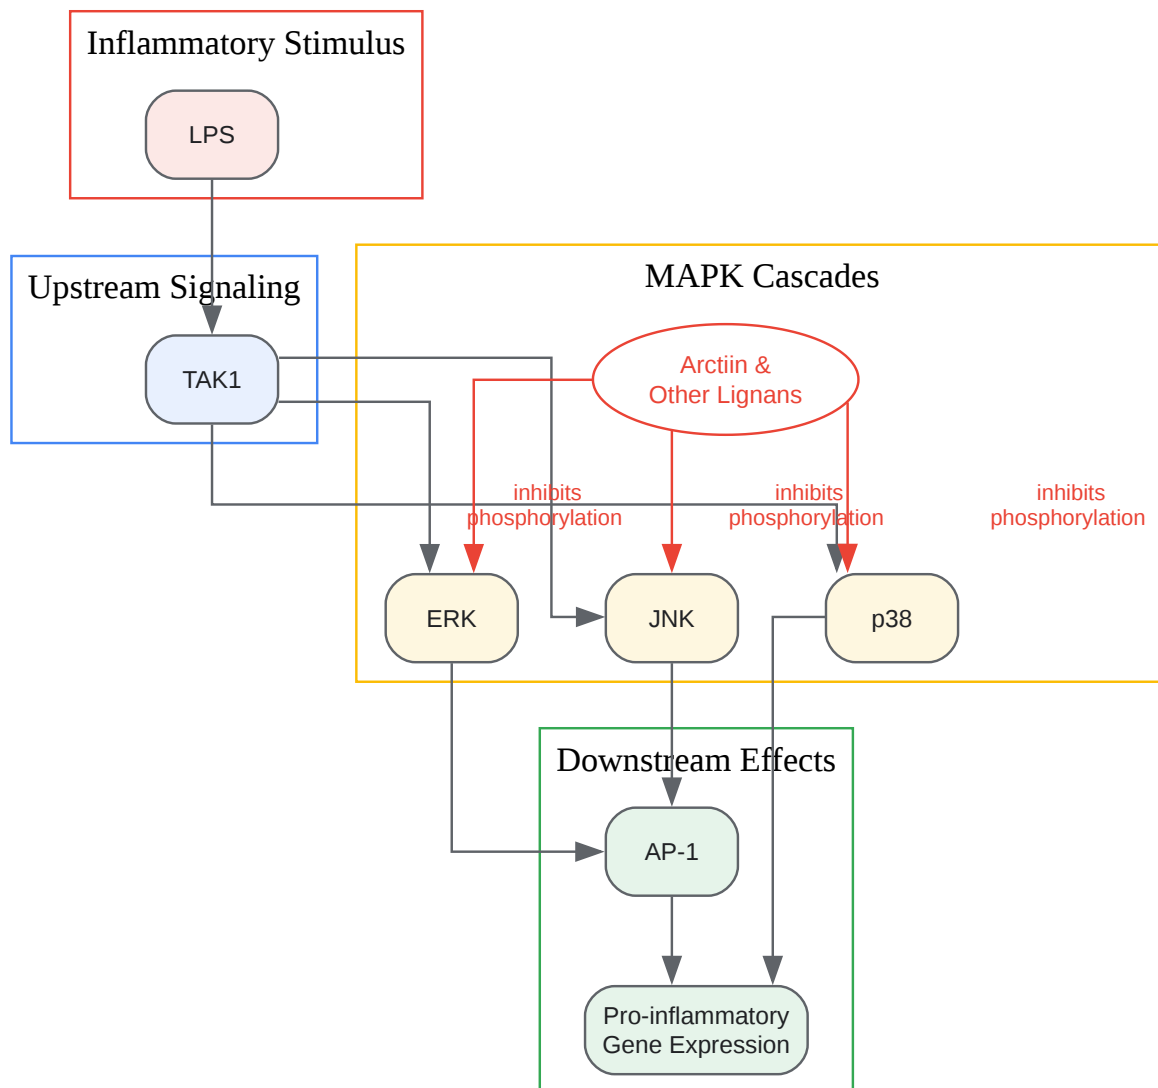 Inflammatory Stimulus
LPS
Upstream Signaling
TAK1
MAPK Cascades
Arctiin &
Other Lignans
inhibits
phosphorylation
inhibits
phosphorylation
inhibits
phosphorylation
ERK
JNK
p38
Downstream Effects
AP-1
Pro-inflammatory
Gene Expression